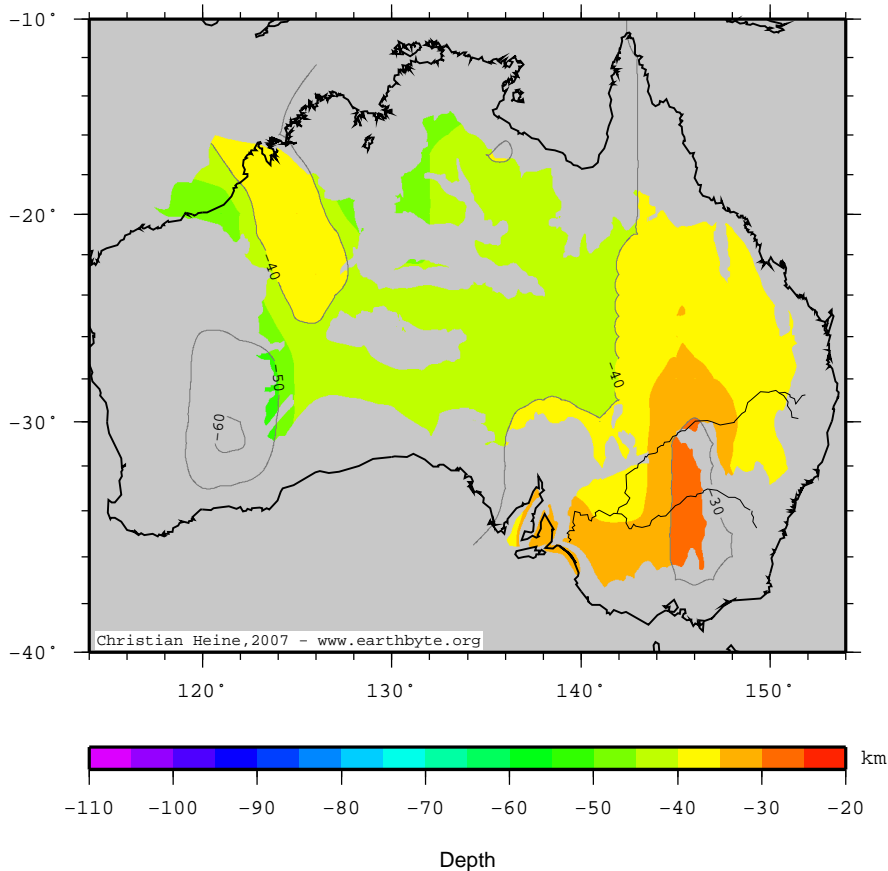 −10˚
−20˚
−30˚
−40˚
−40
−50
−60
−40
−30
Christian Heine,2007 − www.earthbyte.org
120˚ 130˚ 140˚ 150˚
km
−110 −100 −90 −80 −70 −60 −50 −40 −30 −20
Depth